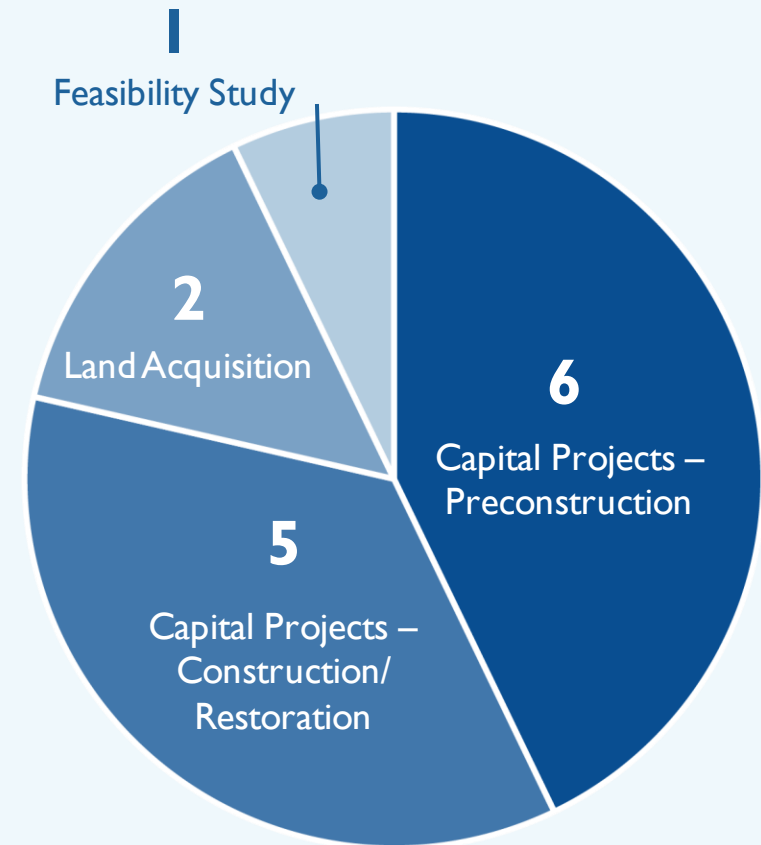 1
Feasibility Study
2
Land Acquisition
6
Capital Projects –
Preconstruction
5
Capital Projects –
Construction/
Restoration